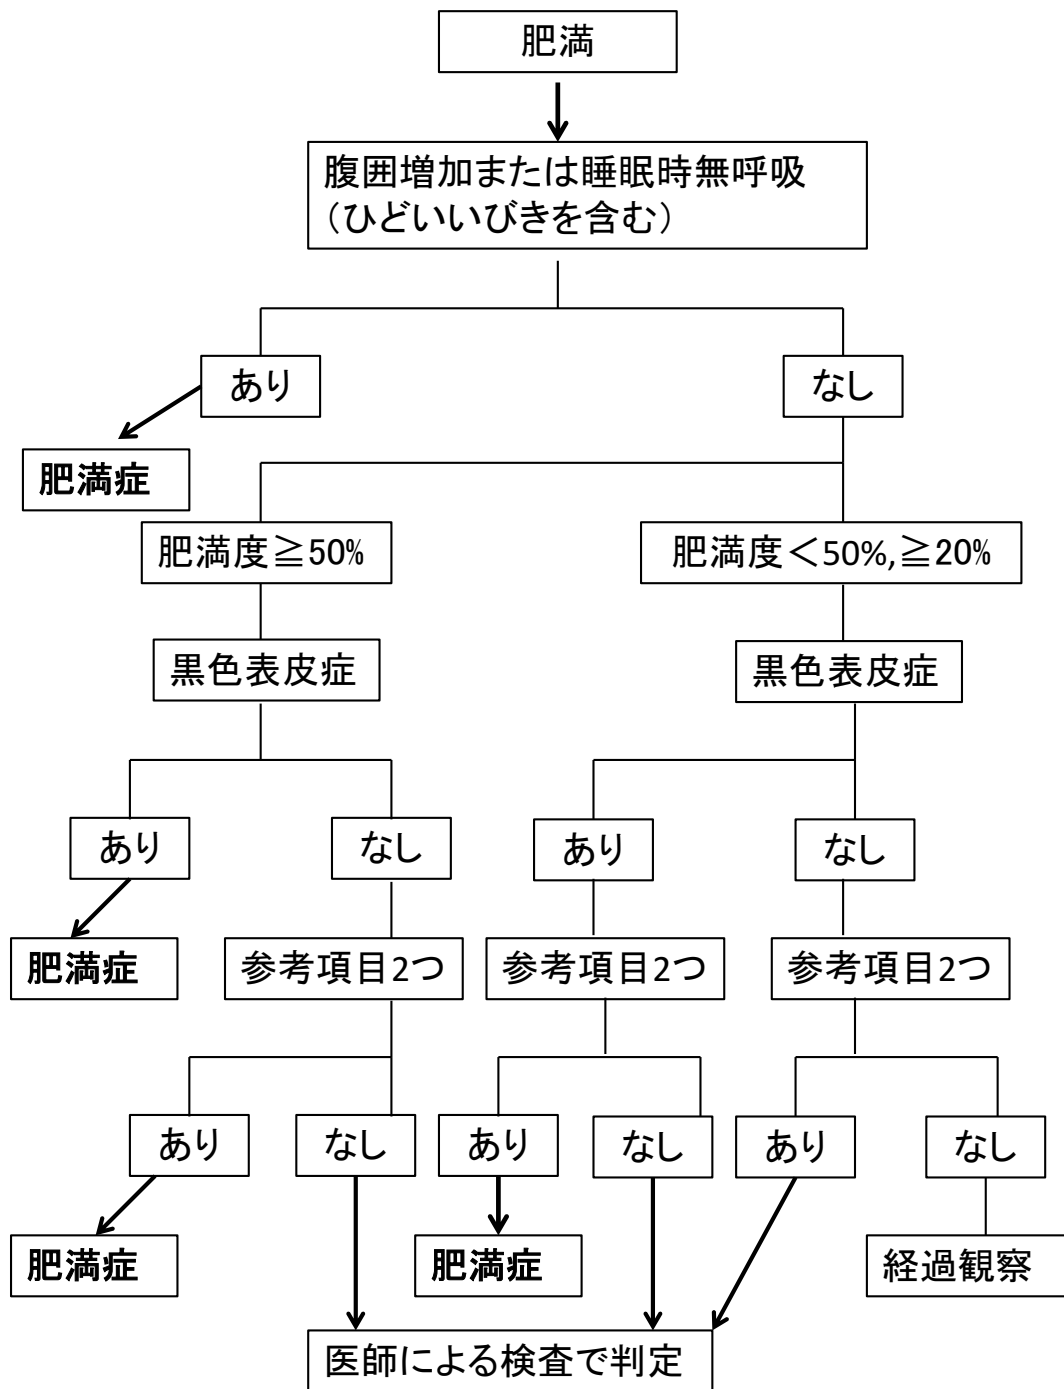 肥満
腹囲増加または睡眠時無呼吸
（ひどいいびきを含む）
あり
なし
肥満症
肥満度≧50%
肥満度＜50%,≧20%
黒色表皮症
黒色表皮症
あり
なし
あり
なし
肥満症
参考項目2つ
参考項目2つ
参考項目2つ
あり
なし
あり
なし
あり
なし
肥満症
肥満症
経過観察
医師による検査で判定